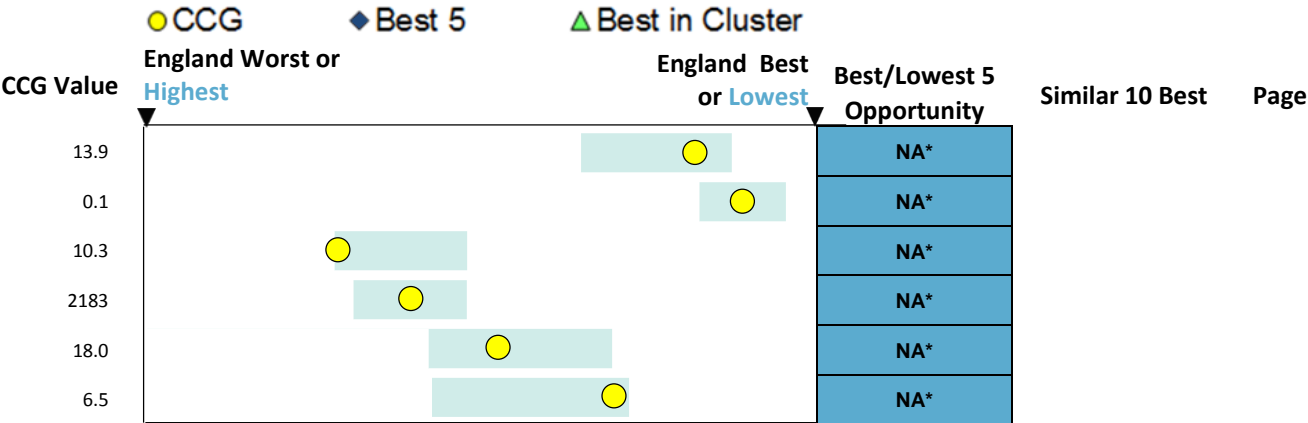 CCG Best 5 Best in Cluster
CCG Value England Worst or Highest England Best or Lowest Best/Lowest 5 Opportunity Similar 10 Best Page
13.9 NA*
0.1 NA*
10.3 NA*
2183 NA*
18.0 NA*
6.5 NA*